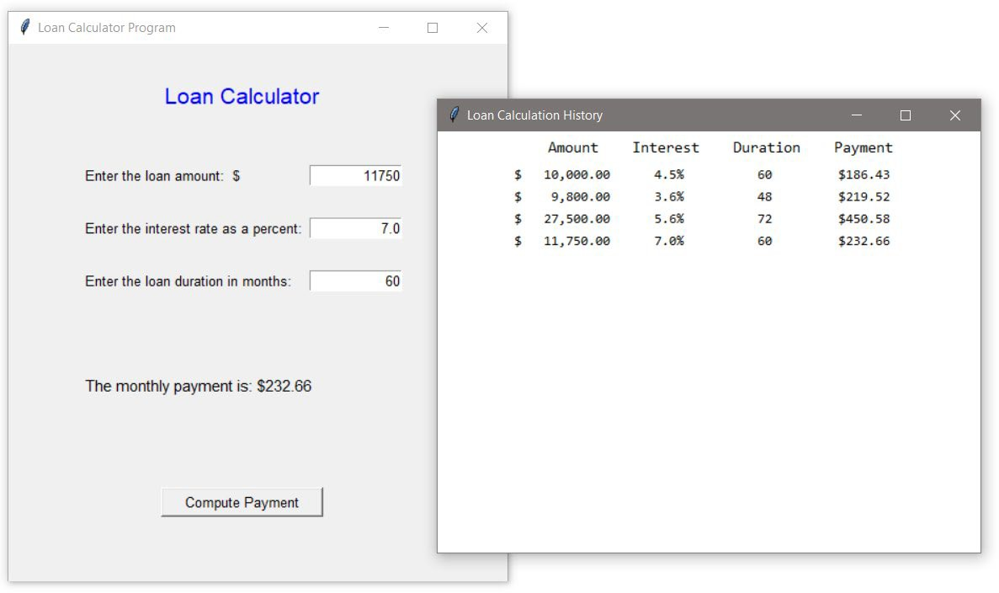 Loan Calculator Program
Loan Calculator
Enter the loan amount: $ 11750
Enter the interest rate as a percent: 7.0
Enter the loan duration in months: 60
The monthly payment is: $232.66
Compute Payment
Loan Calculation History
Amount Interest Duration Payment
$ 10,000.00 4.5% 60 $186.43
$ 9,800.00 3.6% 48 $219.52
$ 27,500.00 5.6% 72 $450.58
$ 11,750.00 7.0% 60 $232.66